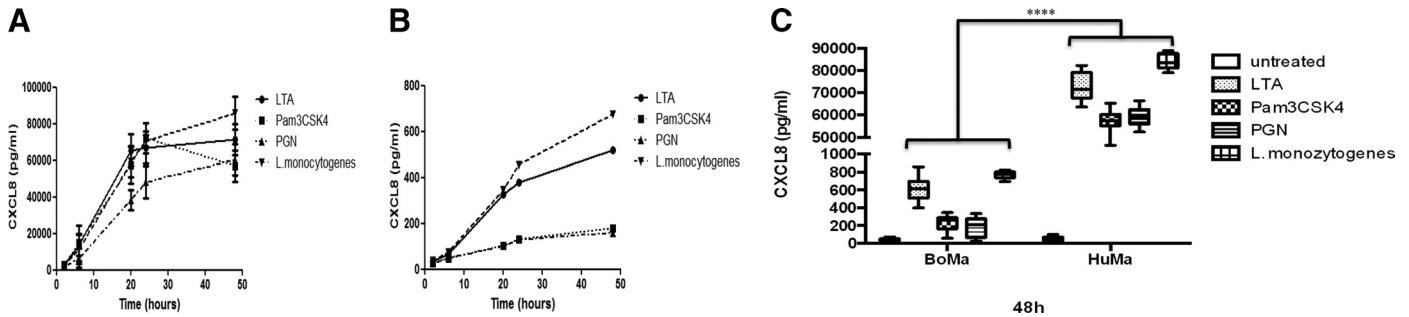 A
CXCL8 (pg/ml)
100000
80000
60000
40000
20000
0
0 10 20 30 40 50
Time (hours)
LTA
Pam3CSK4
PGN
L.monocytogenes
B
CXCL8 (pg/ml)
800
600
400
200
0
0 10 20 30 40 50
Time (hours)
LTA
Pam3CSK4
PGN
L.monocytogenes
C
****
CXCL8 (pg/ml)
90000
80000
70000
60000
50000
1000
800
600
400
200
0
BoMa HuMa
48h
untreated
LTA
Pam3CSK4
PGN
L.monozytogenes